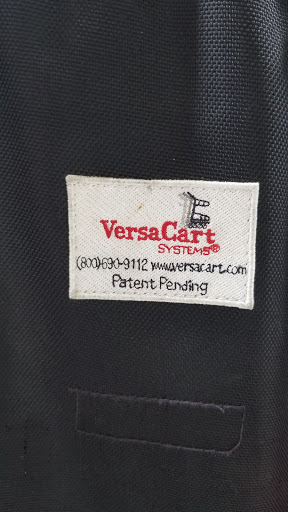 VersaCart
SYSTEMS®
(800)690-9112 www.versacart.com
Patent Pending